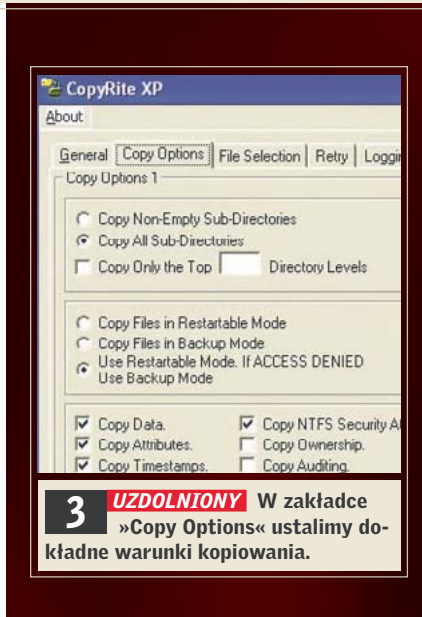 CopyRite XP
About
General Copy Options File Selection Retry
Copy Options 1
Copy Non-Empty Sub-Directories
Copy All Sub-Directories
Copy Only the Top Directory Levels
Copy Files in Restartable Mode
Copy Files in Backup Mode
Use Restartable Mode. If ACCESS DENIED
Use Backup Mode
Copy Data. Copy NTFS Security
Copy Attributes. Copy Ownership.
Copy Timestamps. Copy Auditing.
3 UZDOLNIONY W zakładce
»Copy Options« ustalimy do-
kładne warunki kopiowania.